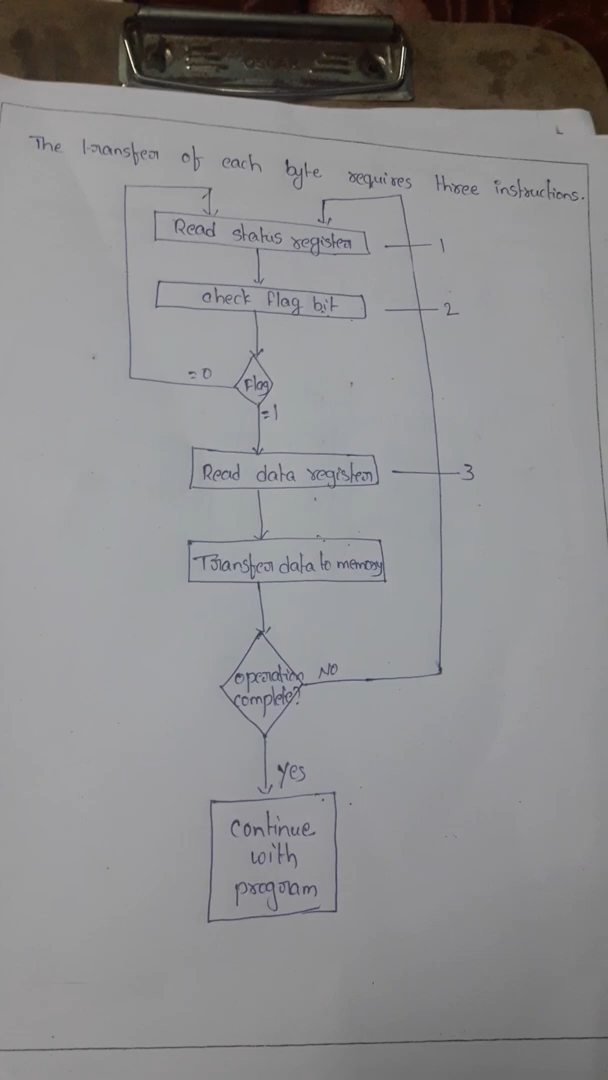 The transfer of each byte requires three instructions.
Read status register
1
check flag bit
2
Flag
=0
=1
Read data register
3
Transfer data to memory
operation
complete?
NO
Yes
continue
with
program